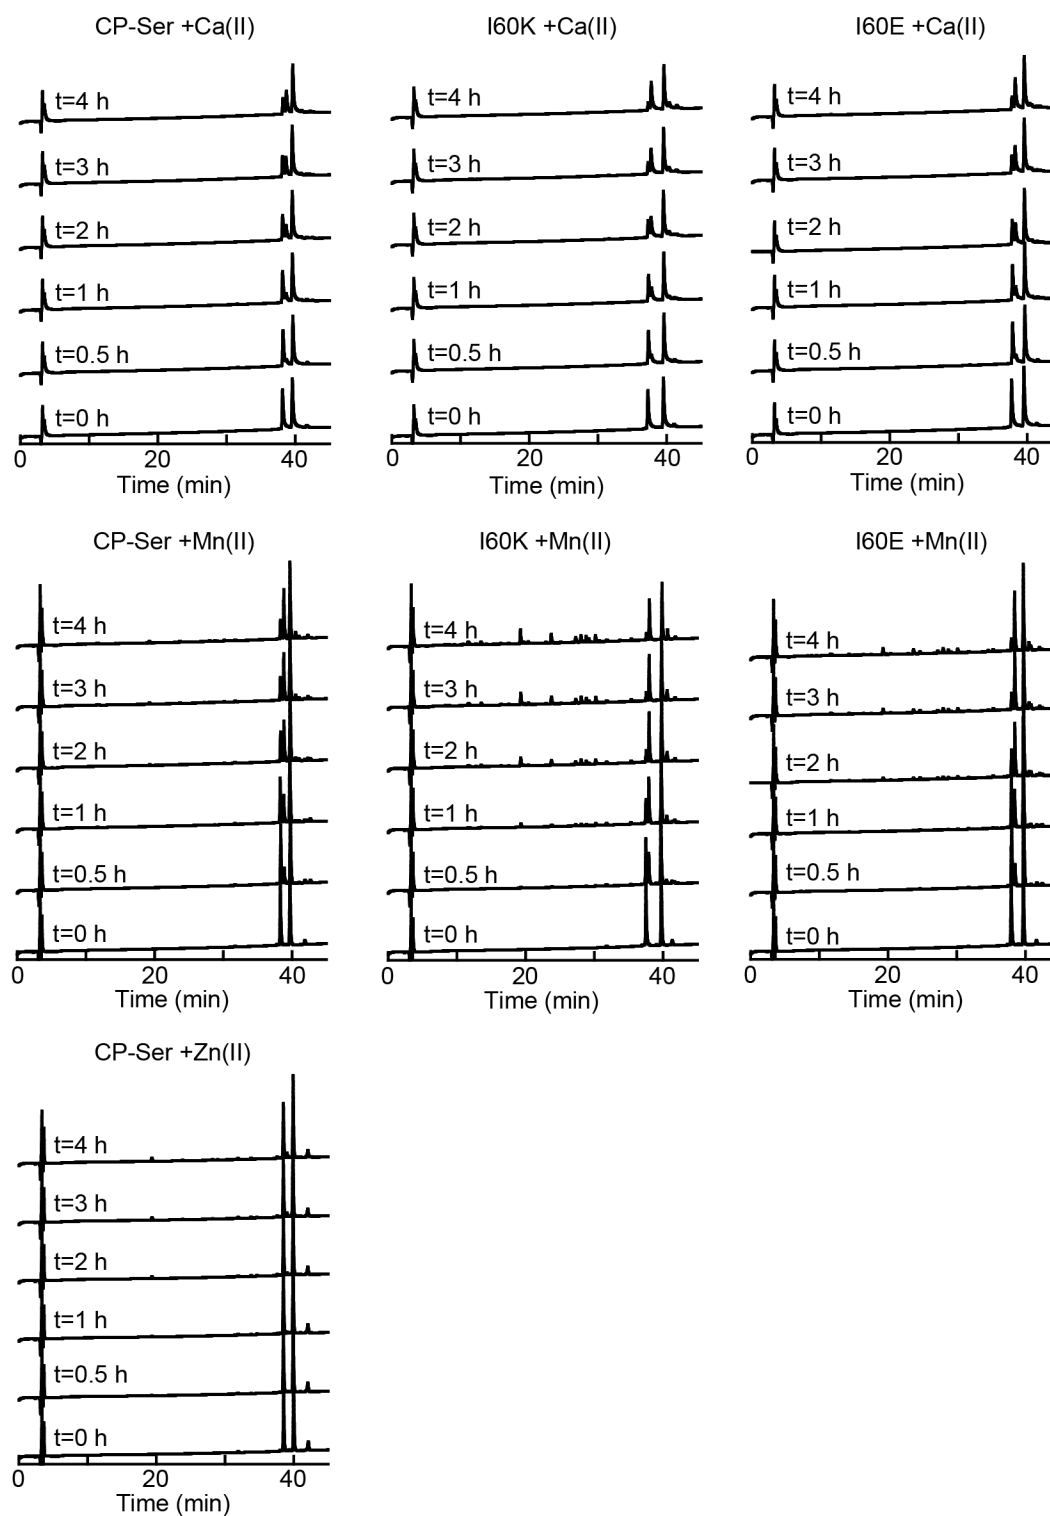 CP-Ser +Ca(II)
t=4 h
t=3 h
t=2 h
t=1 h
t=0.5 h
t=0 h
0 20 40
Time (min)
I60K +Ca(II)
t=4 h
t=3 h
t=2 h
t=1 h
t=0.5 h
t=0 h
0 20 40
Time (min)
I60E +Ca(II)
t=4 h
t=3 h
t=2 h
t=1 h
t=0.5 h
t=0 h
0 20 40
Time (min)
CP-Ser +Mn(II)
t=4 h
t=3 h
t=2 h
t=1 h
t=0.5 h
t=0 h
0 20 40
Time (min)
I60K +Mn(II)
t=4 h
t=3 h
t=2 h
t=1 h
t=0.5 h
t=0 h
0 20 40
Time (min)
I60E +Mn(II)
t=4 h
t=3 h
t=2 h
t=1 h
t=0.5 h
t=0 h
0 20 40
Time (min)
CP-Ser +Zn(II)
t=4 h
t=3 h
t=2 h
t=1 h
t=0.5 h
t=0 h
0 20 40
Time (min)